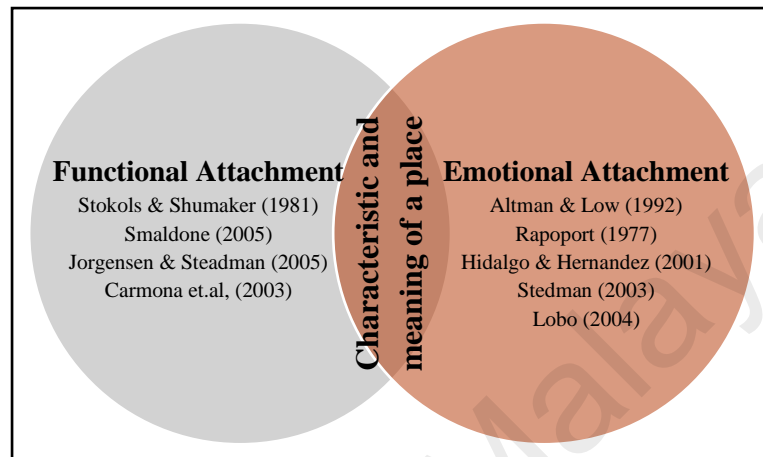 Functional Attachment
Stokols & Shumaker (1981)
Smaldone (2005)
Jorgensen & Steadman (2005)
Carmona et.al, (2003)
Characteristic and
meaning of a place
Emotional Attachment
Altman & Low (1992)
Rapoport (1977)
Hidalgo & Hernandez (2001)
Stedman (2003)
Lobo (2004)
Malaya